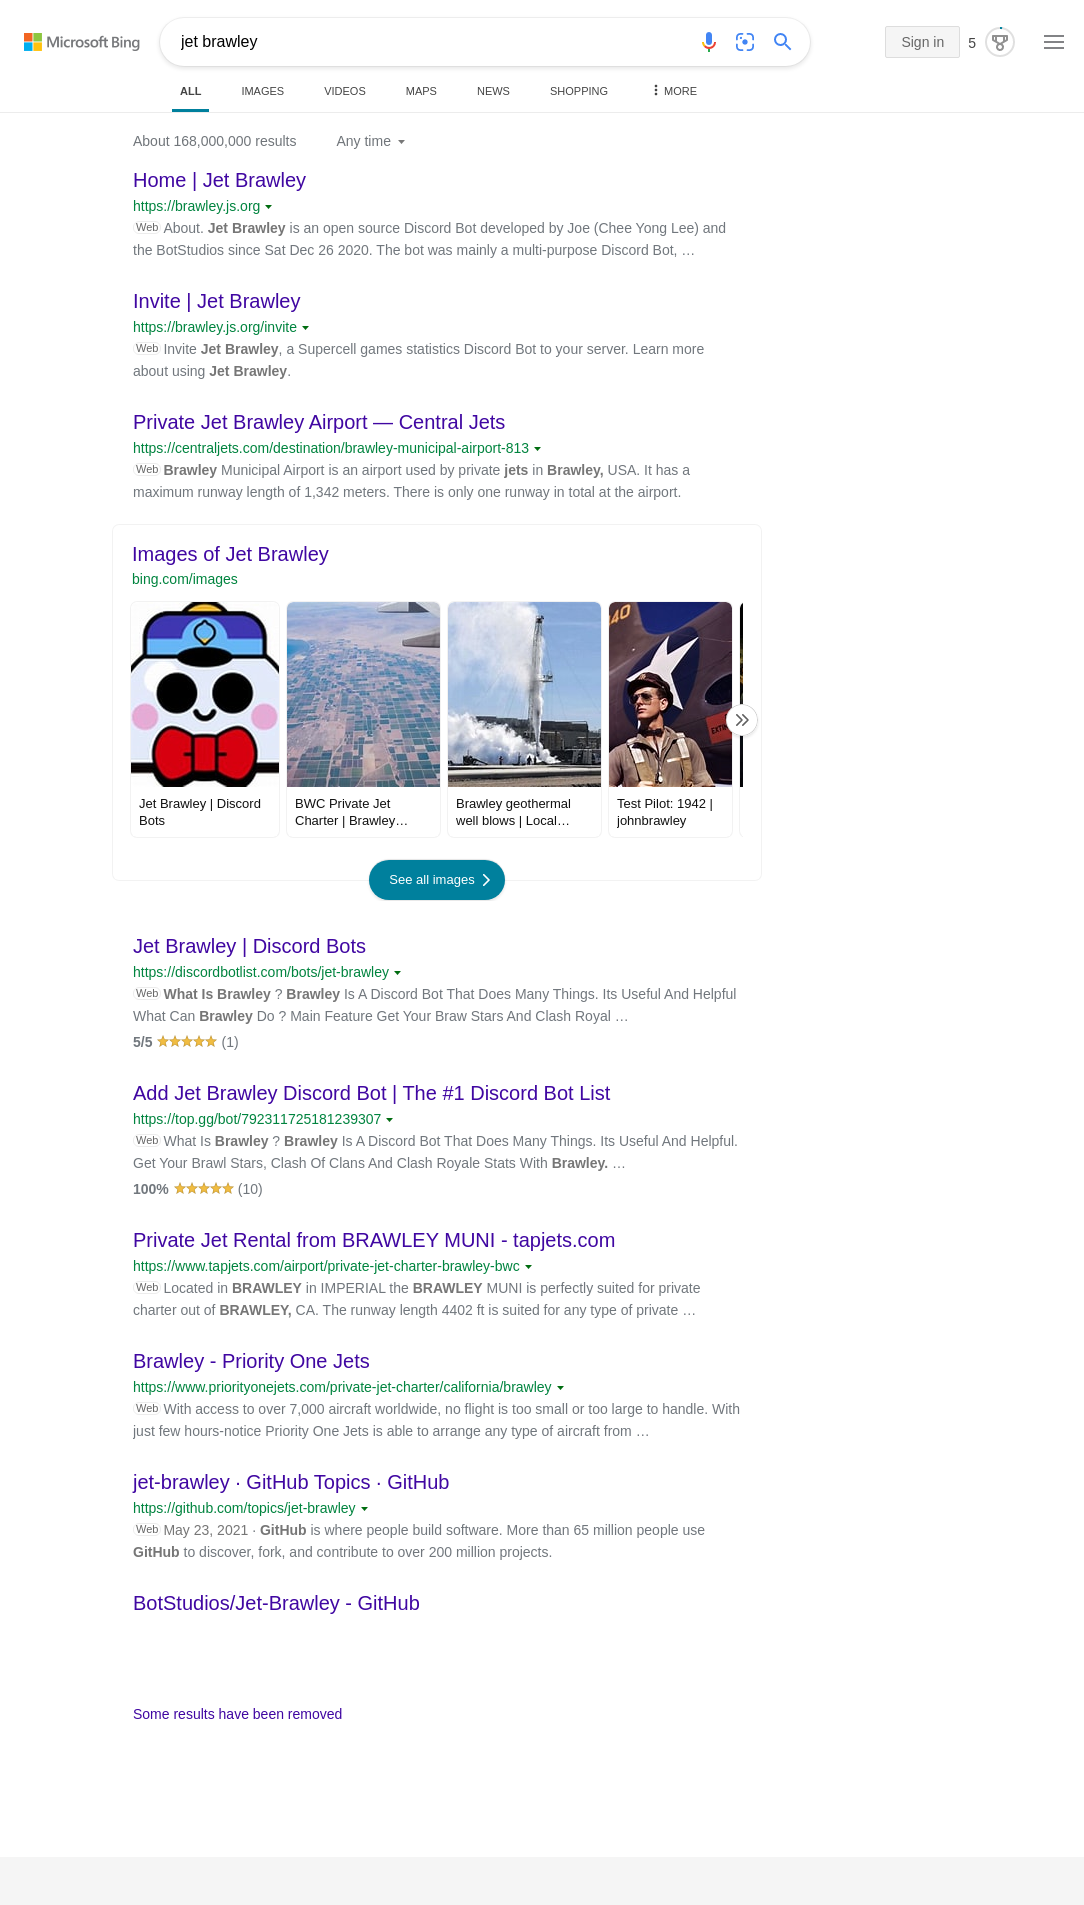 Microsoft Bing
jet brawley
Sign in
5
ALL
IMAGES
VIDEOS
MAPS
NEWS
SHOPPING
MORE
About 168,000,000 results
Any time
Home | Jet Brawley
https://brawley.js.org
Web About. Jet Brawley is an open source Discord Bot developed by Joe (Chee Yong Lee) and
the BotStudios since Sat Dec 26 2020. The bot was mainly a multi-purpose Discord Bot, …
Invite | Jet Brawley
https://brawley.js.org/invite
Web Invite Jet Brawley, a Supercell games statistics Discord Bot to your server. Learn more
about using Jet Brawley.
Private Jet Brawley Airport — Central Jets
https://centraljets.com/destination/brawley-municipal-airport-813
Web Brawley Municipal Airport is an airport used by private jets in Brawley, USA. It has a
maximum runway length of 1,342 meters. There is only one runway in total at the airport.
Images of Jet Brawley
bing.com/images
40
EXTIN
Jet Brawley | Discord
Bots
BWC Private Jet
Charter | Brawley…
Brawley geothermal
well blows | Local…
Test Pilot: 1942 |
johnbrawley
See all images
Jet Brawley | Discord Bots
https://discordbotlist.com/bots/jet-brawley
Web What Is Brawley ? Brawley Is A Discord Bot That Does Many Things. Its Useful And Helpful
What Can Brawley Do ? Main Feature Get Your Braw Stars And Clash Royal …
5/5 (1)
Add Jet Brawley Discord Bot | The #1 Discord Bot List
https://top.gg/bot/792311725181239307
Web What Is Brawley ? Brawley Is A Discord Bot That Does Many Things. Its Useful And Helpful.
Get Your Brawl Stars, Clash Of Clans And Clash Royale Stats With Brawley. …
100% (10)
Private Jet Rental from BRAWLEY MUNI - tapjets.com
https://www.tapjets.com/airport/private-jet-charter-brawley-bwc
Web Located in BRAWLEY in IMPERIAL the BRAWLEY MUNI is perfectly suited for private
charter out of BRAWLEY, CA. The runway length 4402 ft is suited for any type of private …
Brawley - Priority One Jets
https://www.priorityonejets.com/private-jet-charter/california/brawley
Web With access to over 7,000 aircraft worldwide, no flight is too small or too large to handle. With
just few hours-notice Priority One Jets is able to arrange any type of aircraft from …
jet-brawley · GitHub Topics · GitHub
https://github.com/topics/jet-brawley
Web May 23, 2021 · GitHub is where people build software. More than 65 million people use
GitHub to discover, fork, and contribute to over 200 million projects.
BotStudios/Jet-Brawley - GitHub
Some results have been removed